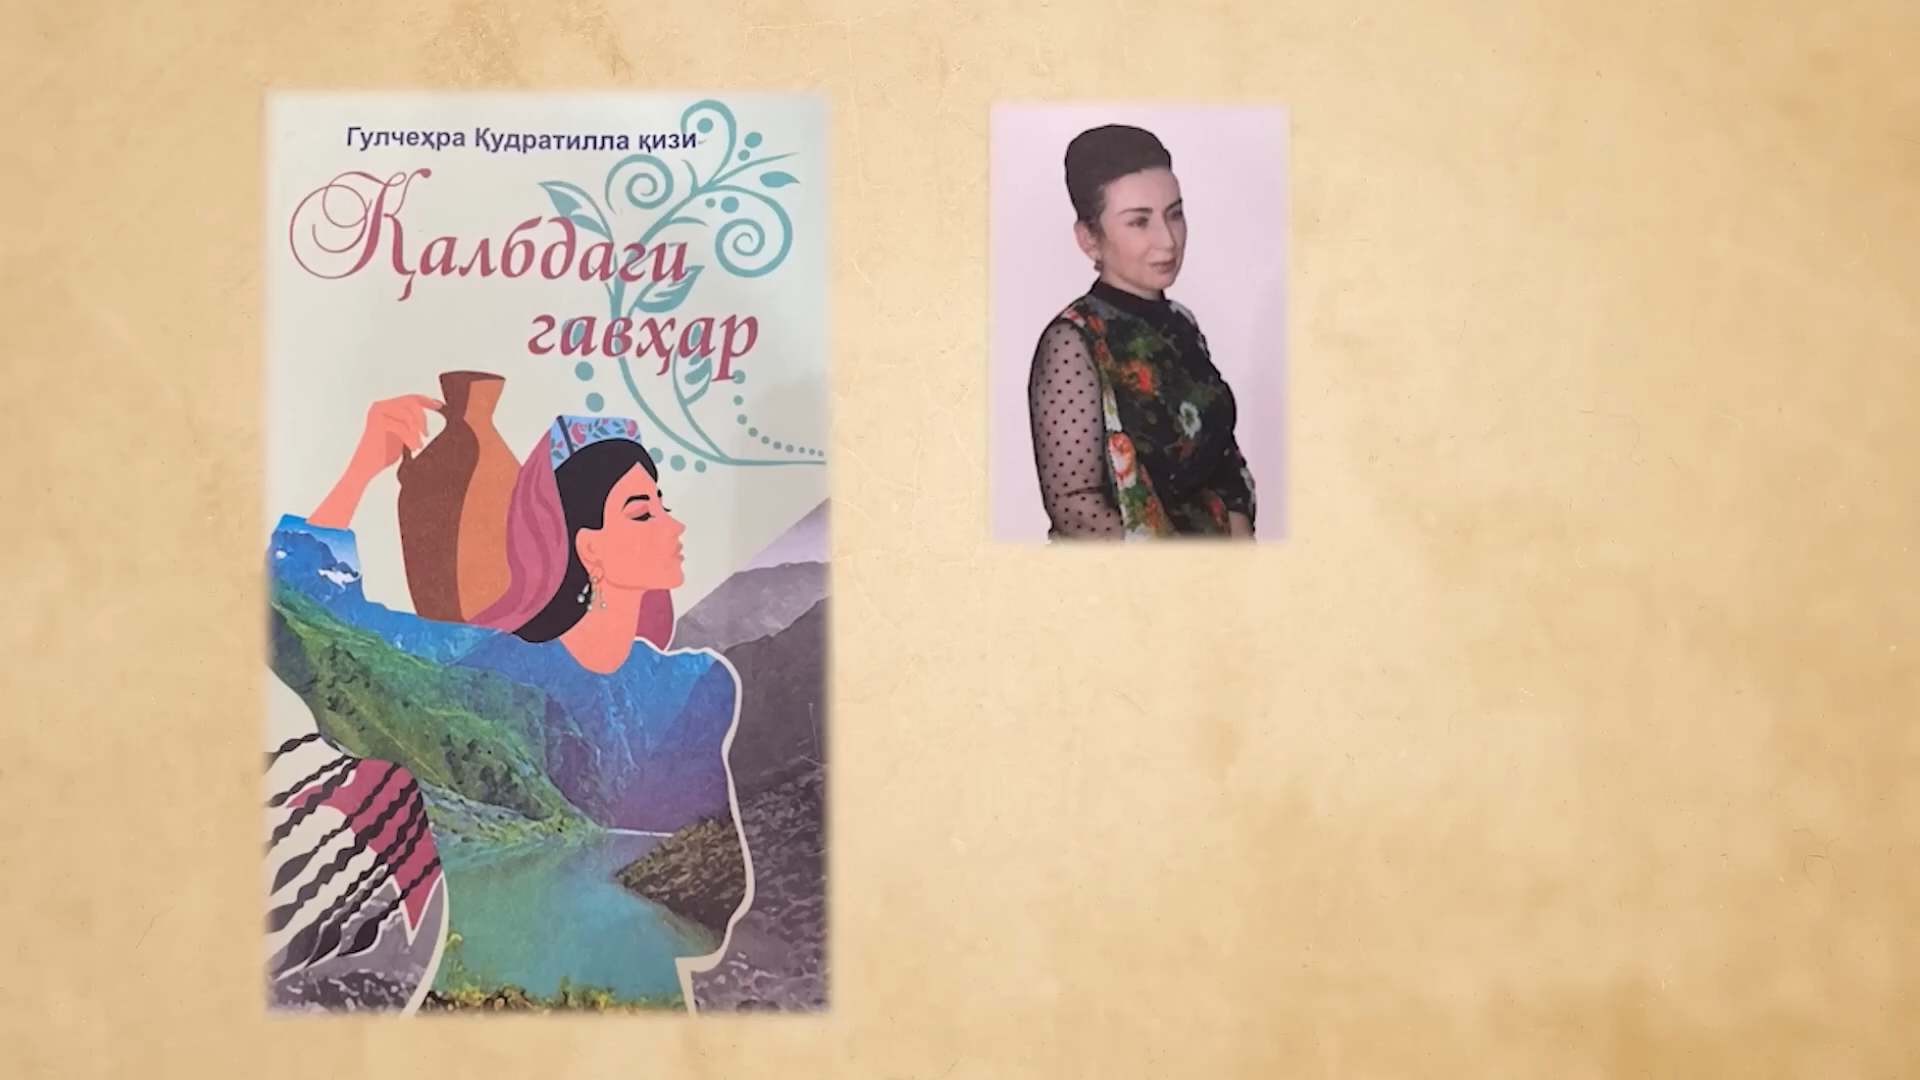 Гулчеҳра Қудратилла қизи
Қалбдаги
гавҳар